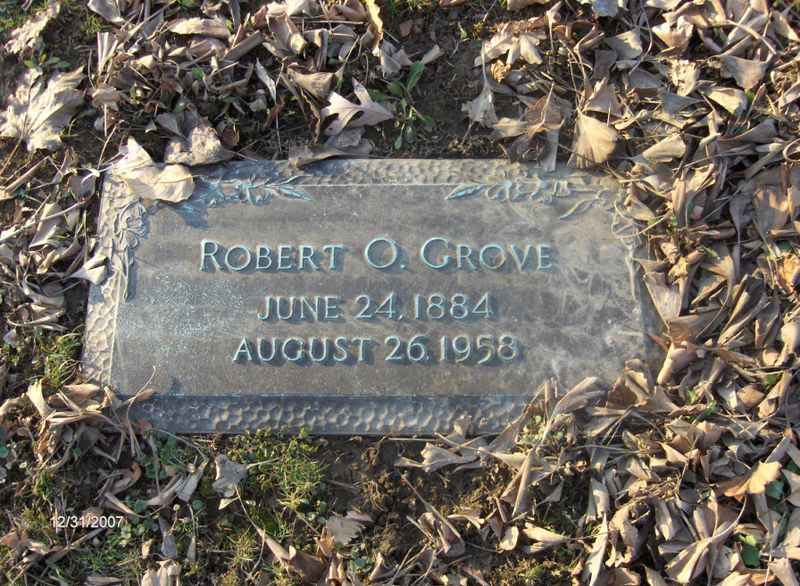 ROBERT O. GROVE
JUNE 24, 1884
AUGUST 26, 1958
12/31/2007